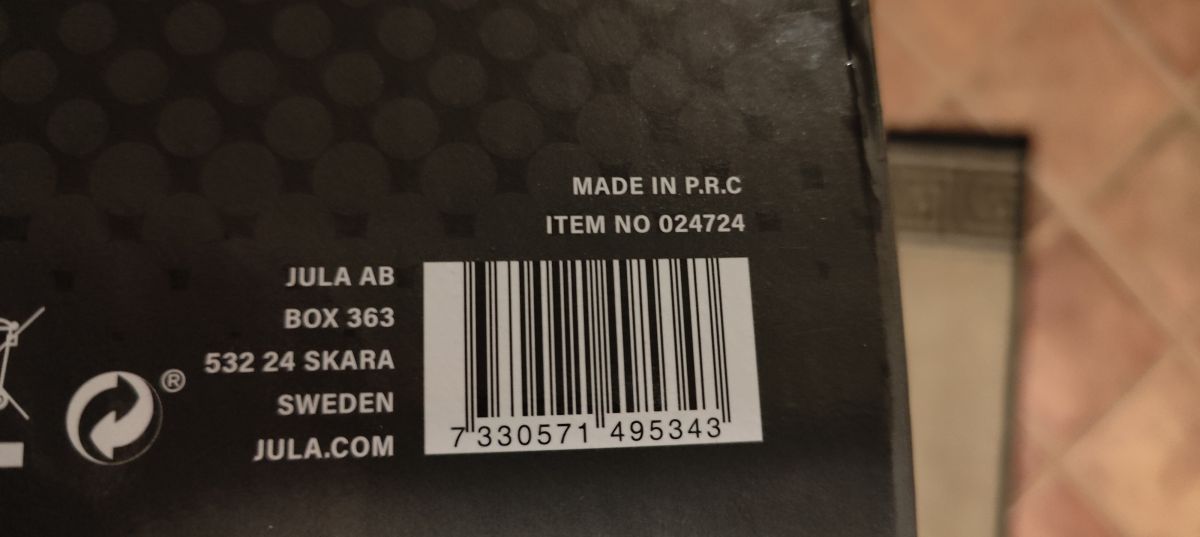 MADE IN P.R.C
ITEM NO 024724
JULA AB
BOX 363
532 24 SKARA
SWEDEN
JULA.COM
®
7 330571 495343